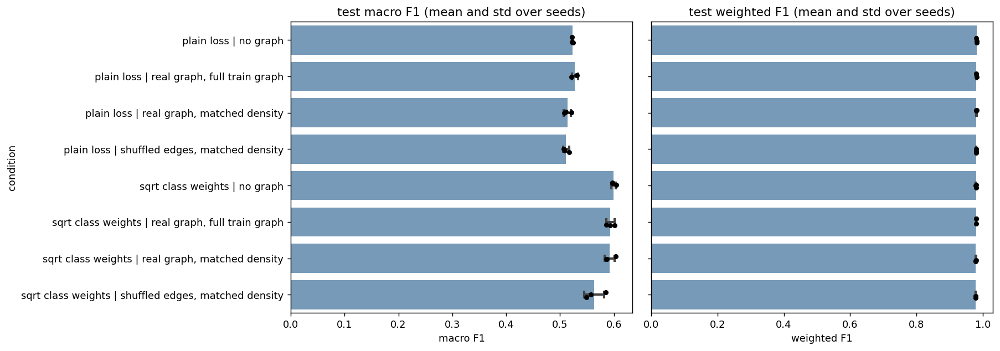 test macro F1 (mean and std over seeds)
test weighted F1 (mean and std over seeds)
condition
plain loss | no graph
plain loss | real graph, full train graph
plain loss | real graph, matched density
plain loss | shuffled edges, matched density
sqrt class weights | no graph
sqrt class weights | real graph, full train graph
sqrt class weights | real graph, matched density
sqrt class weights | shuffled edges, matched density
0.0 0.1 0.2 0.3 0.4 0.5 0.6
macro F1
0.0 0.2 0.4 0.6 0.8 1.0
weighted F1